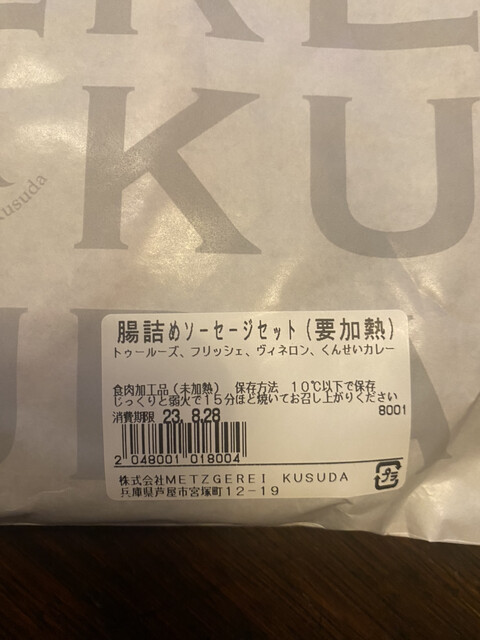 K
KU
Kusuda
腸詰めソーセージセット(要加熱)
トゥールーズ、フリッシェ、ヴィネロン、くんせいカレー
食肉加工品(未加熱) 保存方法 10℃以下で保存
じっくりと弱火で15分ほど焼いてお召し上がりください
消費期限 23. 8.28 8001
2 048001 018004
株式会社METZGEREI KUSUDA
兵庫県芦屋市宮塚町12-19
プラ